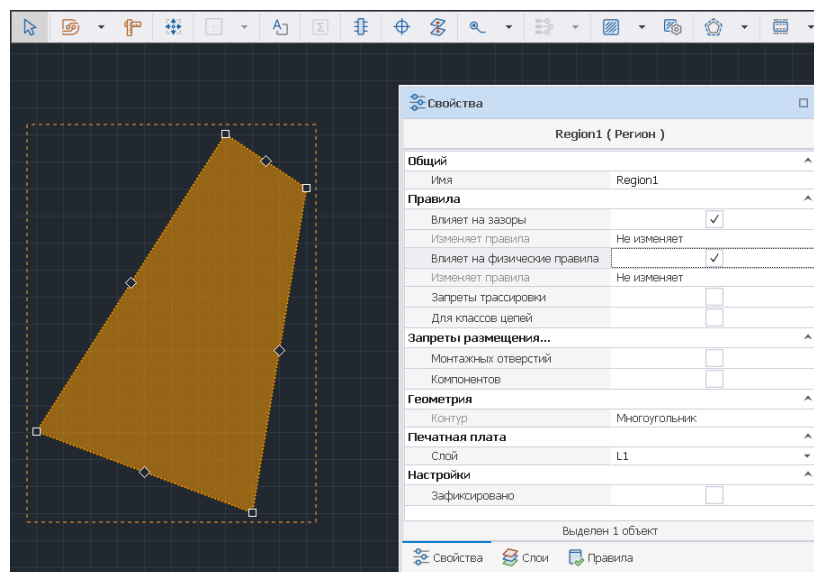 Свойства
Region1 ( Регион )
Общий
Имя Region1
Правила
Влияет на зазоры
Изменяет правила Не изменяет
Влияет на физические правила
Изменяет правила Не изменяет
Запреты трассировки
Для классов цепей
Запреты размещения...
Монтажных отверстий
Компонентов
Геометрия
Контур Многоугольник
Печатная плата
Слой L1
Настройки
Зафиксировано
Выделен 1 объект
Свойства Слои Правила